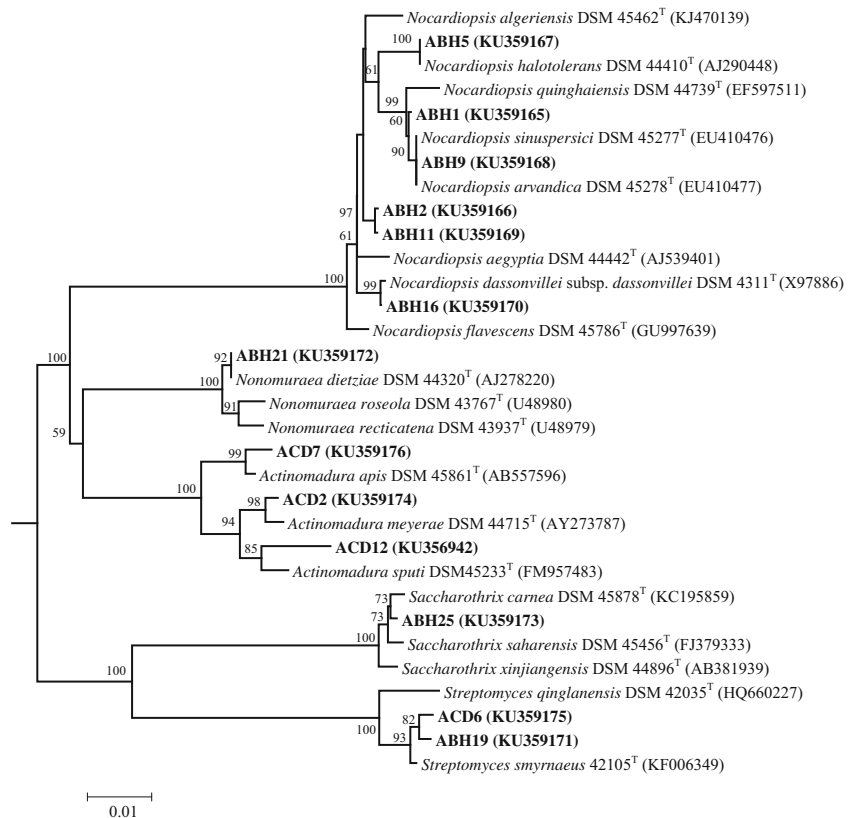 Nocardiopsis algeriensis DSM 45462T (KJ470139)
100
ABH5 (KU359167)
Nocardiopsis halotolerans DSM 44410T (AJ290448)
61
Nocardiopsis quinghaiensis DSM 44739T (EF597511)
99
ABH1 (KU359165)
60
Nocardiopsis sinuspersici DSM 45277T (EU410476)
90
ABH9 (KU359168)
Nocardiopsis arvandica DSM 45278T (EU410477)
97
ABH2 (KU359166)
61
ABH11 (KU359169)
Nocardiopsis aegyptia DSM 44442T (AJ539401)
100
99
Nocardiopsis dassonvillei subsp. dassonvillei DSM 4311T (X97886)
ABH16 (KU359170)
Nocardiopsis flavescens DSM 45786T (GU997639)
100
92
ABH21 (KU359172)
100
Nonomuraea dietziae DSM 44320T (AJ278220)
91
Nonomuraea roseola DSM 43767T (U48980)
Nonomuraea recticatena DSM 43937T (U48979)
59
99
ACD7 (KU359176)
Actinomadura apis DSM 45861T (AB557596)
100
98
ACD2 (KU359174)
94
Actinomadura meyerae DSM 44715T (AY273787)
85
ACD12 (KU356942)
Actinomadura sputi DSM45233T (FM957483)
73
Saccharothrix carnea DSM 45878T (KC195859)
73
ABH25 (KU359173)
100
Saccharothrix saharensis DSM 45456T (FJ379333)
Saccharothrix xinjiangensis DSM 44896T (AB381939)
100
Streptomyces qinglanensis DSM 42035T (HQ660227)
82
ACD6 (KU359175)
100
93
ABH19 (KU359171)
Streptomyces smyrnaeus 42105T (KF006349)
0.01